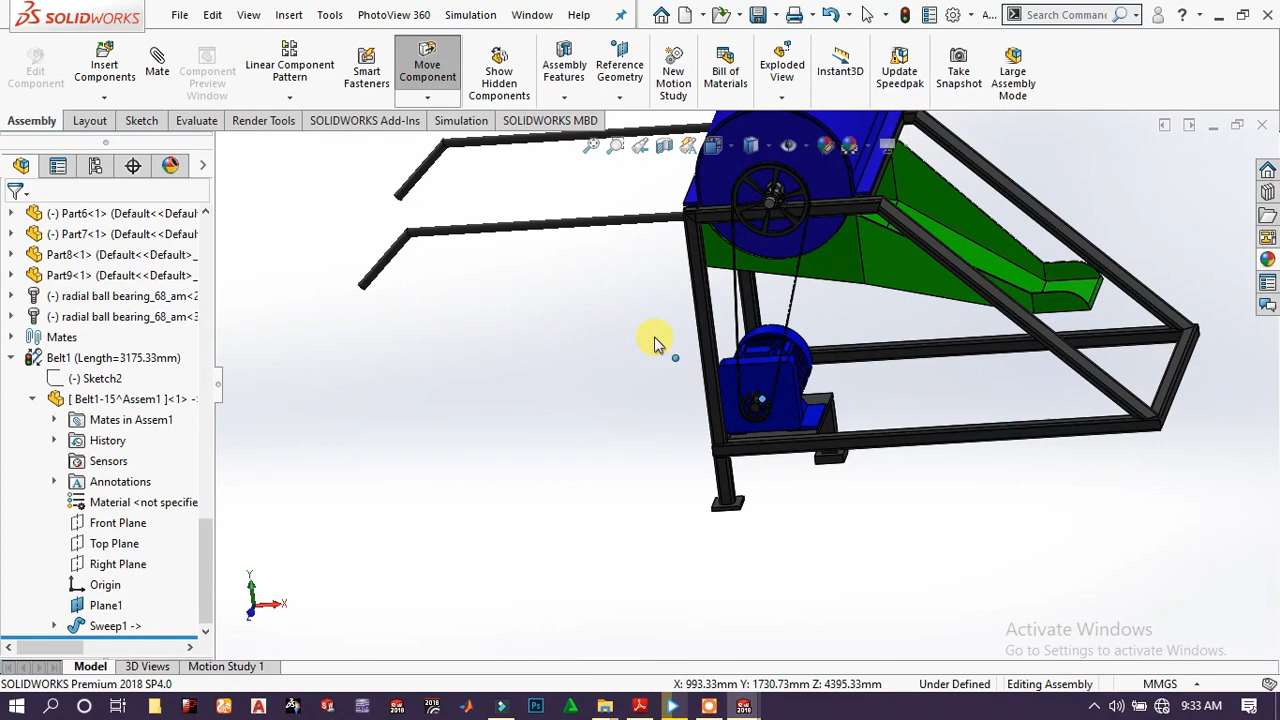 SOLIDWORKS
File Edit View Insert Tools PhotoView 360 Simulation Window Help
A...
Search Commanc
Edit Component
Insert Components
Mate
Component Preview Window
Linear Component Pattern
Smart Fasteners
Move Component
Show Hidden Components
Assembly Features
Reference Geometry
New Motion Study
Bill of Materials
Exploded View
Instant3D
Update Speedpak
Take Snapshot
Large Assembly Mode
Assembly Layout Sketch Evaluate Render Tools SOLIDWORKS Add-Ins Simulation SOLIDWORKS MBD
(-) Part6<1> (Default<<Defaul
(-) Part7<1> (Default<<Defaul
Part8<1> (Default<<Default>_
Part9<1> (Default<<Default>_
radial ball bearing_68_am<2
radial ball bearing_68_am<3
Mates
Belt1 (Length=3175.33mm)
(-) Sketch2
[ Belt1-15^Assem1 ]<1> ->
Mates in Assem1
History
Sensors
Annotations
Material <not specifie
Front Plane
Top Plane
Right Plane
Origin
Plane1
Sweep1 ->
Y
X
Z
Activate Windows
Go to Settings to activate Windows.
Model 3D Views Motion Study 1
SOLIDWORKS Premium 2018 SP4.0
X: 993.33mm Y: 1730.73mm Z: 4395.33mm
Under Defined
Editing Assembly
MMGS
9:33 AM